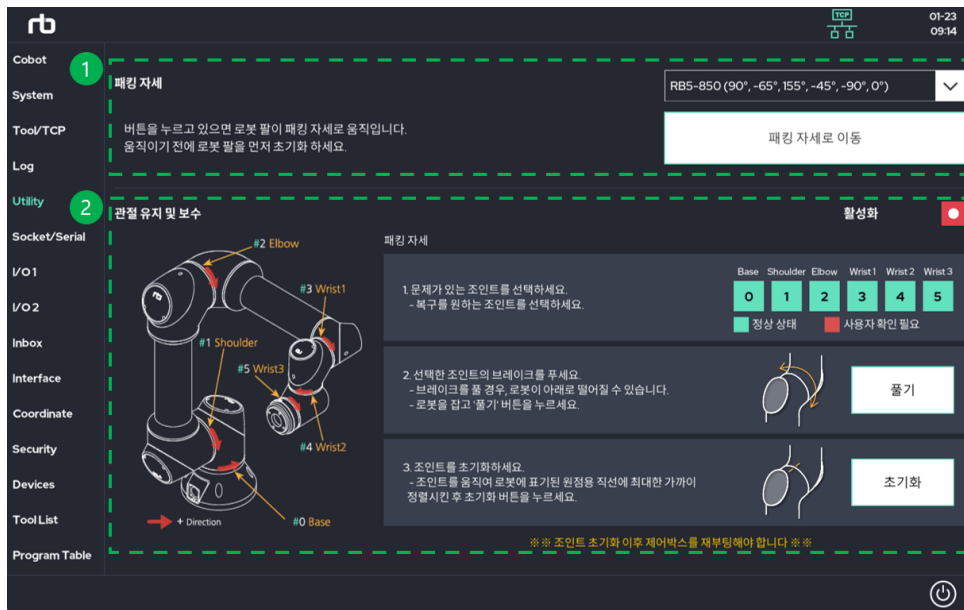 rb
TCP
01-23
09:14
Cobot
System
Tool/TCP
Log
Utility
Socket/Serial
I/O 1
I/O 2
Inbox
Interface
Coordinate
Security
Devices
Tool List
Program Table
1
패킹 자세
RB5-850 (90°, -65°, 155°, -45°, -90°, 0°)
버튼을 누르고 있으면 로봇 팔이 패킹 자세로 움직입니다.
움직이기 전에 로봇 팔을 먼저 초기화 하세요.
패킹 자세로 이동
2
관절 유지 및 보수
활성화
#2 Elbow
#3 Wrist1
#1 Shoulder
#5 Wrist3
#4 Wrist2
#0 Base
+ Direction
패킹 자세
1. 문제가 있는 조인트를 선택하세요.
- 복구를 원하는 조인트를 선택하세요.
Base Shoulder Elbow Wrist 1 Wrist 2 Wrist 3
0 1 2 3 4 5
정상 상태 사용자 확인 필요
2. 선택한 조인트의 브레이크를 푸세요.
- 브레이크를 풀 경우, 로봇이 아래로 떨어질 수 있습니다.
- 로봇을 잡고 '풀기' 버튼을 누르세요.
풀기
3. 조인트를 초기화하세요.
- 조인트를 움직여 로봇에 표기된 원점용 직선에 최대한 가까이
정렬시킨 후 초기화 버튼을 누르세요.
초기화
※※ 조인트 초기화 이후 제어박스를 재부팅해야 합니다 ※※